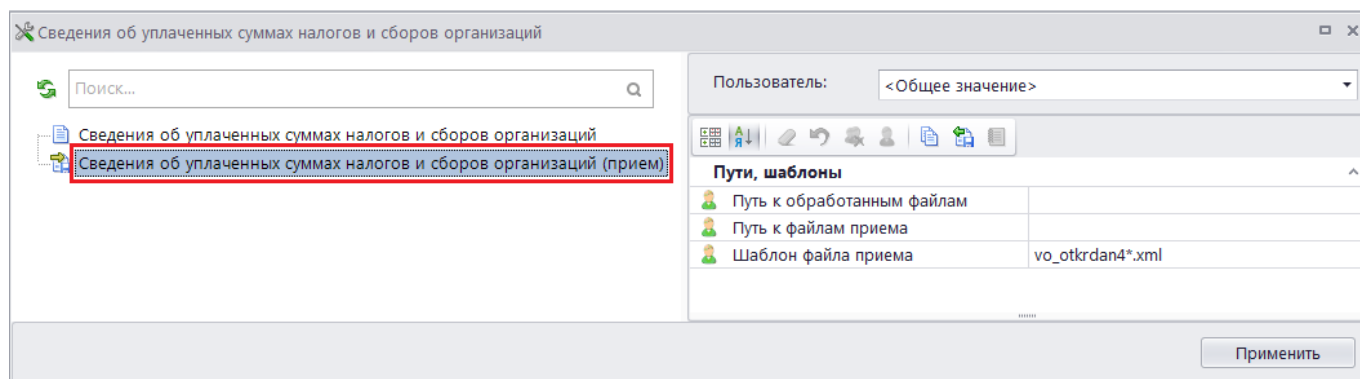 Сведения об уплаченных суммах налогов и сборов организаций
Поиск...
Сведения об уплаченных суммах налогов и сборов организаций
Сведения об уплаченных суммах налогов и сборов организаций (прием)
Пользователь: <Общее значение>
Пути, шаблоны
Путь к обработанным файлам
Путь к файлам приема
Шаблон файла приема vo_otkrdan4*.xml
Применить